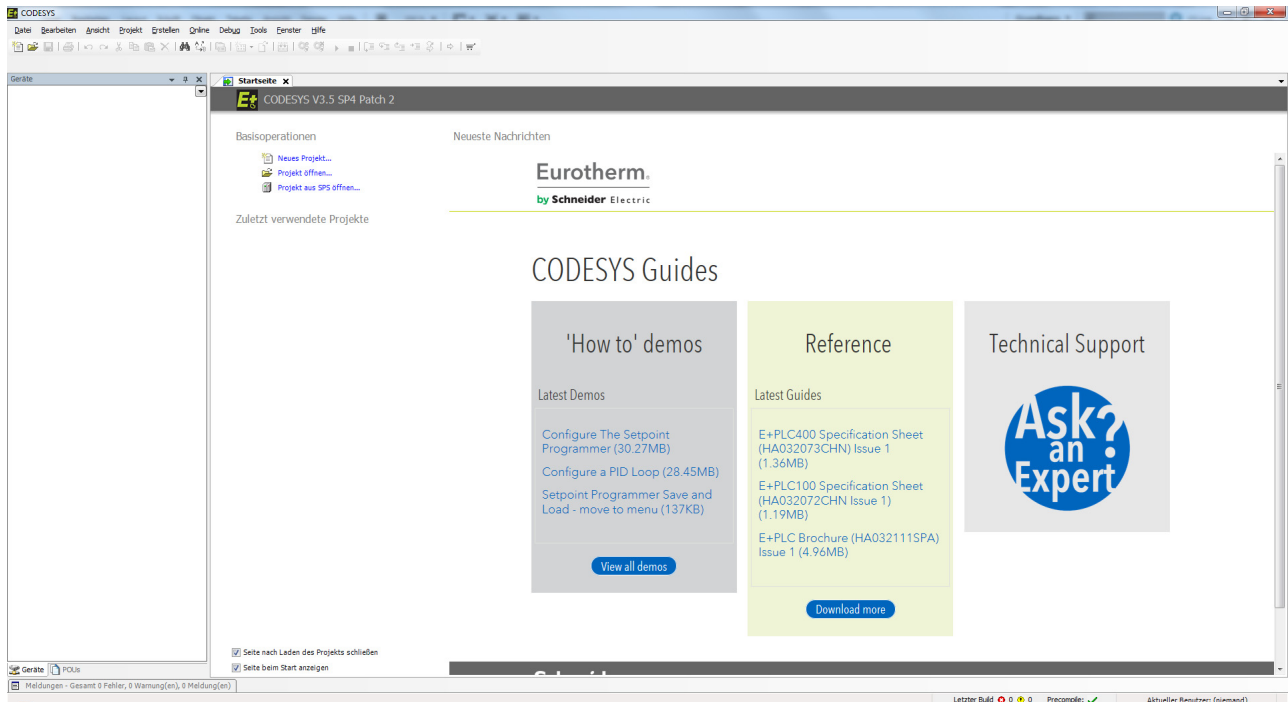 CODESYS
Datei Bearbeiten Ansicht Projekt Erstellen Online Debug Tools Fenster Hilfe
Geräte
Startseite
CODESYS V3.5 SP4 Patch 2
Basisoperationen
Neues Projekt...
Projekt öffnen...
Projekt aus SPS öffnen...
Zuletzt verwendete Projekte
Neueste Nachrichten
Eurotherm.
by Schneider Electric
CODESYS Guides
'How to' demos
Latest Demos
Configure The Setpoint
Programmer (30.27MB)
Configure a PID Loop (28.45MB)
Setpoint Programmer Save and
Load - move to menu (137KB)
View all demos
Reference
Latest Guides
E+PLC400 Specification Sheet
(HA032073CHN) Issue 1
(1.36MB)
E+PLC100 Specification Sheet
(HA032072CHN Issue 1)
(1.19MB)
E+PLC Brochure (HA032111SPA)
Issue 1 (4.96MB)
Download more
Technical Support
Ask?
an
Expert
Seite nach Laden des Projekts schließen
Seite beim Start anzeigen
Geräte POUs
Meldungen - Gesamt 0 Fehler, 0 Warnung(en), 0 Meldung(en)
Letzter Build 0 0 Precompile: Aktueller Benutzer: (niemand)